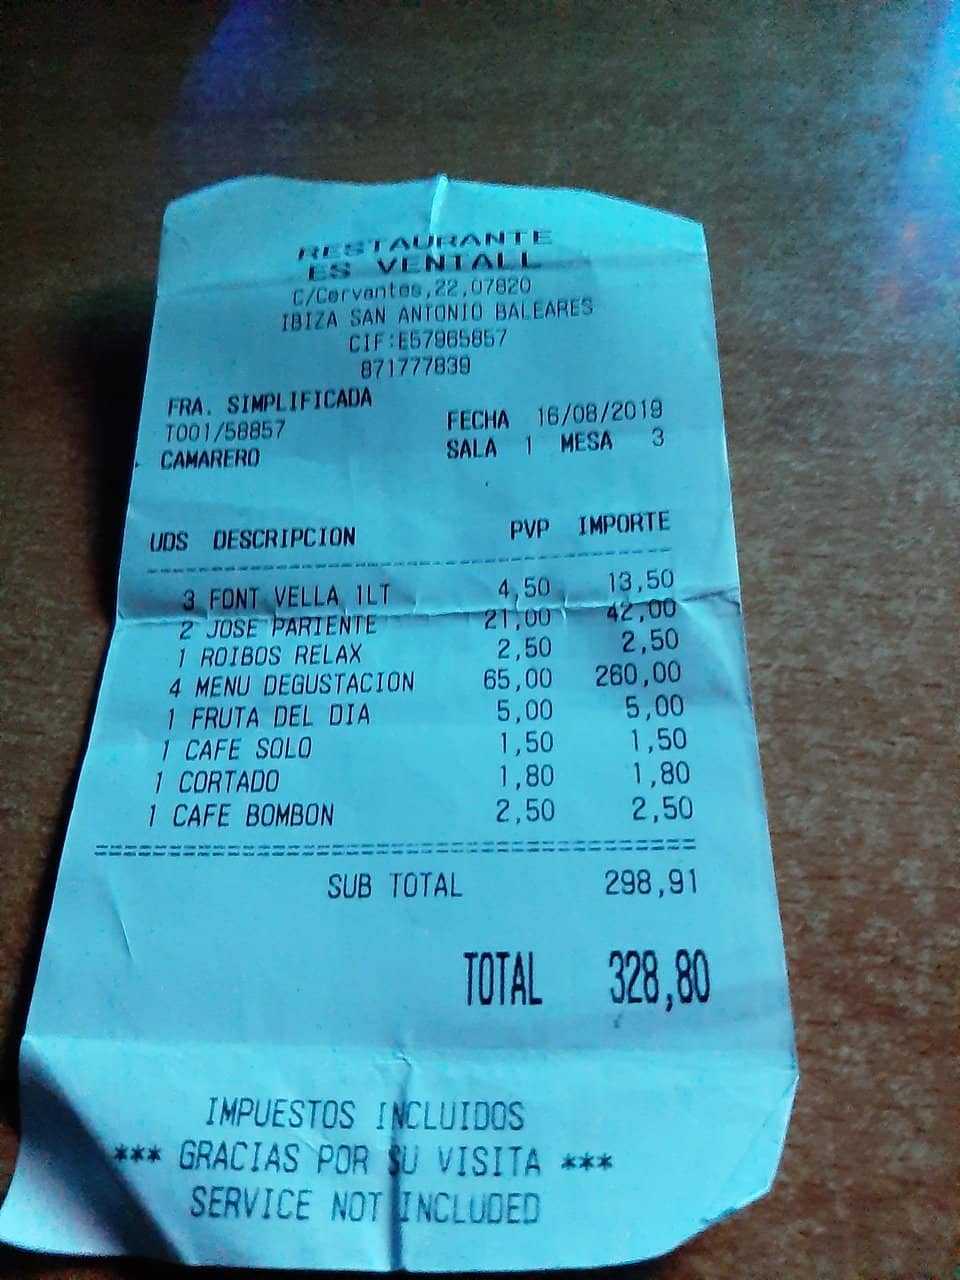 RESTAURANTE
ES VENTALL
C/Cervantes,22,07820
IBIZA SAN ANTONIO BALEARES
CIF:E57965857
871777839
FRA. SIMPLIFICADA
T001/58857 FECHA 16/08/2019
CAMARERO SALA 1 MESA 3
UDS DESCRIPCION PVP IMPORTE
3 FONT VELLA 1LT 4,50 13,50
2 JOSE PARIENTE 21,00 42,00
1 ROIBOS RELAX 2,50 2,50
4 MENU DEGUSTACION 65,00 260,00
1 FRUTA DEL DIA 5,00 5,00
1 CAFE SOLO 1,50 1,50
1 CORTADO 1,80 1,80
1 CAFE BOMBON 2,50 2,50
SUB TOTAL 298,91
TOTAL 328,80
IMPUESTOS INCLUIDOS
*** GRACIAS POR SU VISITA ***
SERVICE NOT INCLUDED